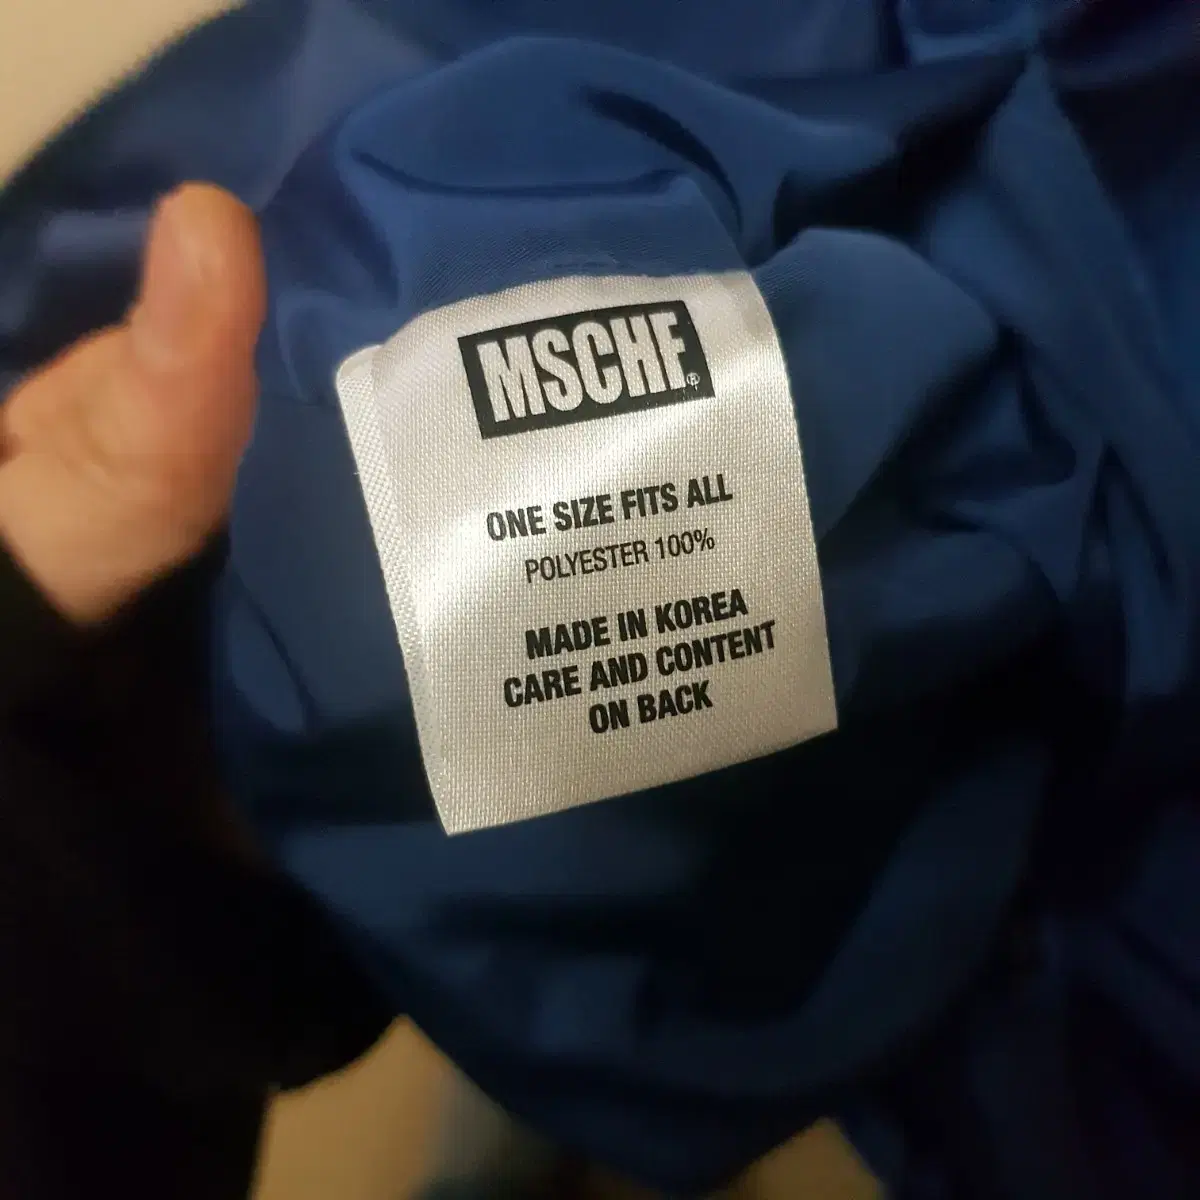 MSCHF®
ONE SIZE FITS ALL
POLYESTER 100%
MADE IN KOREA
CARE AND CONTENT
ON BACK